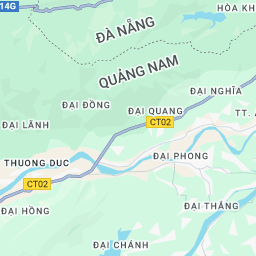 14G
HÒA KH
ĐÀ NẴNG
QUẢNG NAM
ĐẠI NGHĨA
ĐẠI ĐỒNG
ĐẠI QUANG
TT.
CT02
ĐẠI LÃNH
THUONG DUC
ĐẠI PHONG
CT02
ĐẠI HỒNG
ĐẠI THẮNG
ĐẠI CHÁNH